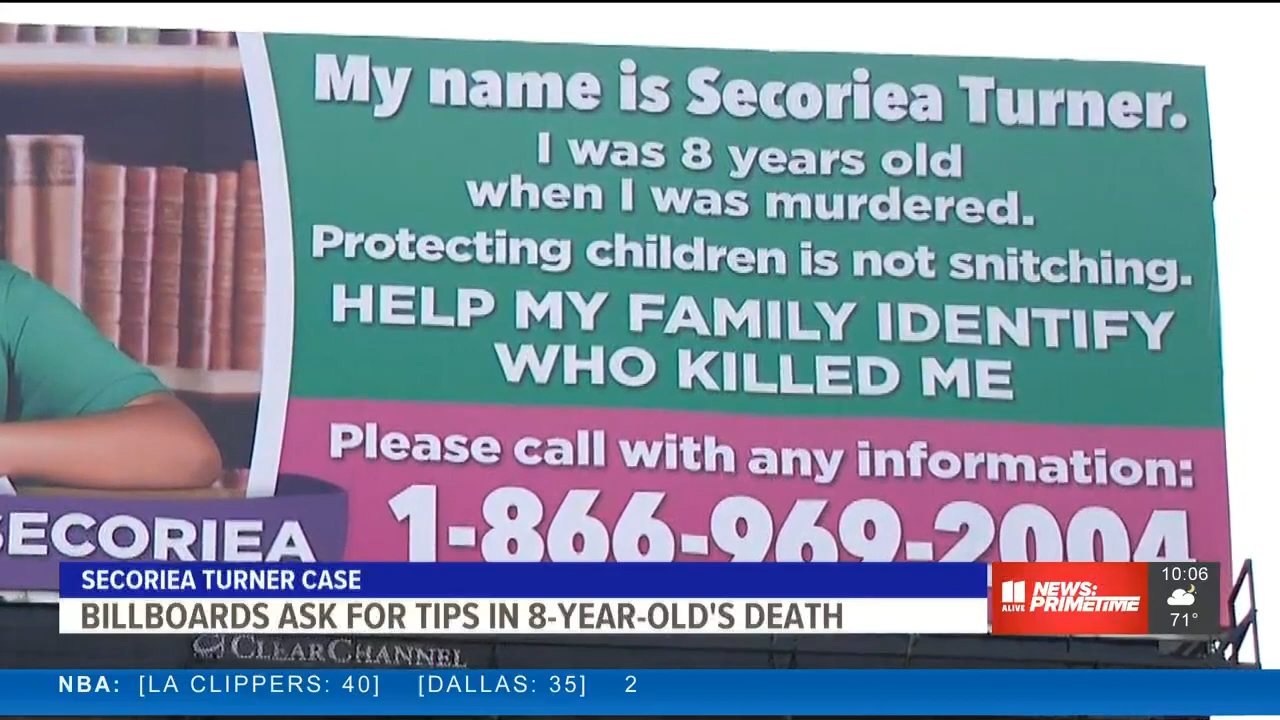 My name is Secoriea Turner.
I was 8 years old
when I was murdered.
Protecting children is not snitching.
HELP MY FAMILY IDENTIFY
WHO KILLED ME
Please call with any information:
1-866-969-2004
SECORIEA
SECORIEA TURNER CASE
BILLBOARDS ASK FOR TIPS IN 8-YEAR-OLD'S DEATH
11 ALIVE NEWS: PRIMETIME
10:06
71°
CLEARCHANNEL
NBA: [LA CLIPPERS: 40] [DALLAS: 35] 2